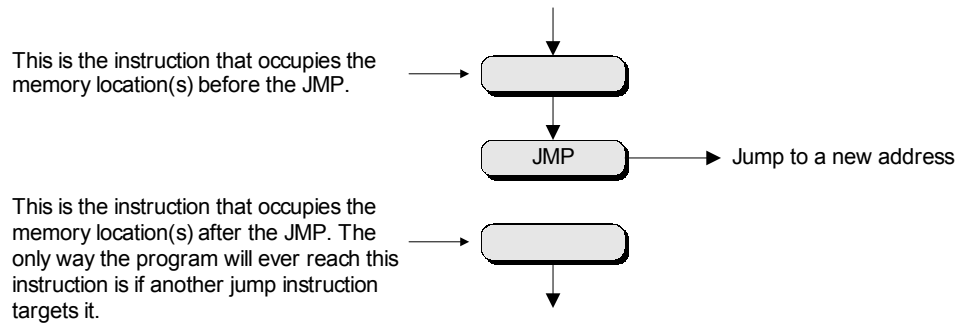 This is the instruction that occupies the
memory location(s) before the JMP.
JMP
Jump to a new address
This is the instruction that occupies the
memory location(s) after the JMP. The
only way the program will ever reach this
instruction is if another jump instruction
targets it.